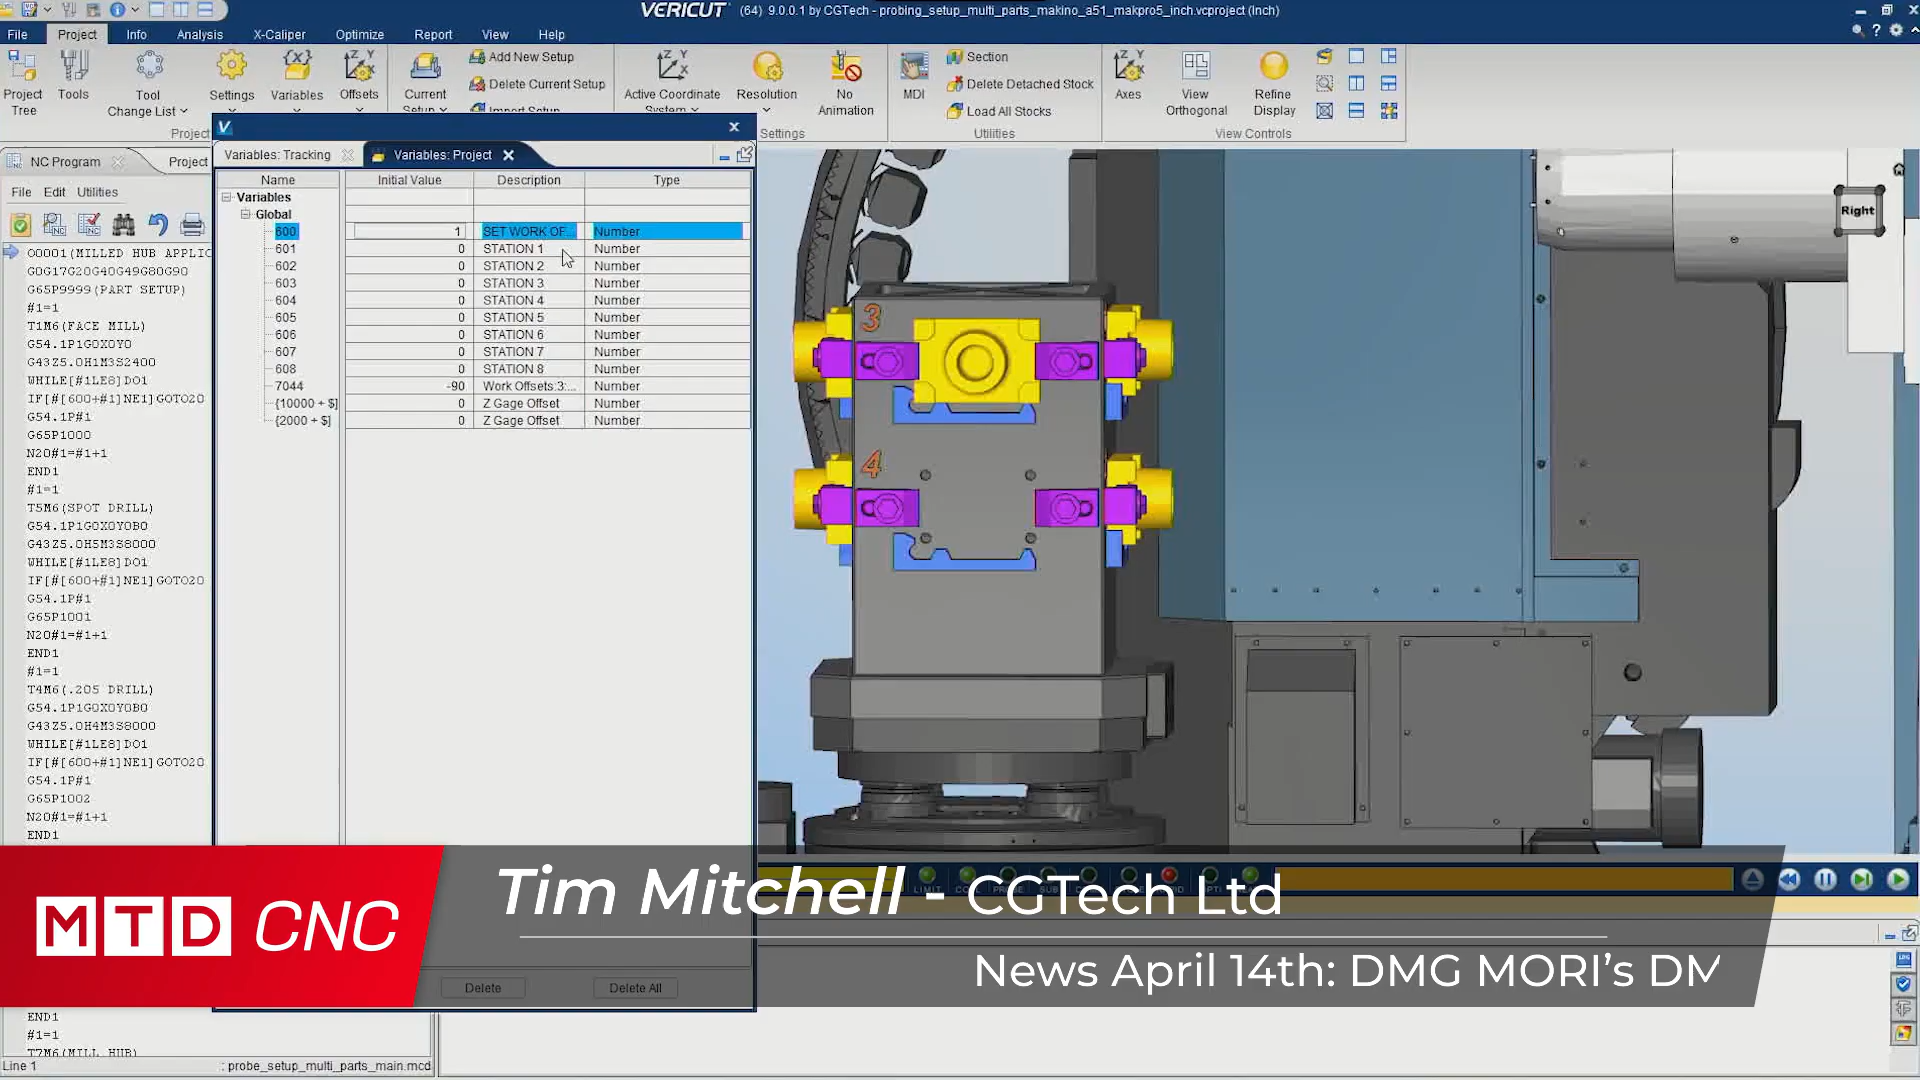 VERICUT (64) 9.0.0.1 by CGTech - probing_setup_multi_parts_makino_a51_makpro5_inch.vcproject (Inch)
File Project Info Analysis X-Caliper Optimize Report View Help
Project Tree
Tools
Tool Change List
Settings
Variables
Offsets
Current Setup
Add New Setup
Delete Current Setup
Import Setup
Active Coordinate System
Resolution
No Animation
MDI
Section
Delete Detached Stock
Load All Stocks
Axes
View Orthogonal
Refine Display
Project
Settings
Utilities
View Controls
NC Program
Project
File Edit Utilities
O0001(MILLED HUB APPLIC
G0G17G20G40G49G80G90
G65P9999(PART SETUP)
#1=1
T1M6(FACE MILL)
G54.1P1G0X0Y0
G43Z5.0H1M3S2400
WHILE[#1LE8]DO1
IF[#[600+#1]NE1]GOTO20
G54.1P#1
G65P1000
N20#1=#1+1
END1
#1=1
T5M6(SPOT DRILL)
G54.1P1G0X0Y0B0
G43Z5.0H5M3S8000
WHILE[#1LE8]DO1
IF[#[600+#1]NE1]GOTO20
G54.1P#1
G65P1001
N20#1=#1+1
END1
#1=1
T4M6(.205 DRILL)
G54.1P1G0X0Y0B0
G43Z5.0H4M3S8000
WHILE[#1LE8]DO1
IF[#[600+#1]NE1]GOTO20
G54.1P#1
G65P1002
N20#1=#1+1
END1
END1
#1=1
T7M6(MILL HUB)
Line 1 : probe_setup_multi_parts_main.mcd
Variables: Tracking
Variables: Project
Name Initial Value Description Type
Variables
Global
600 1 SET WORK OF... Number
601 0 STATION 1 Number
602 0 STATION 2 Number
603 0 STATION 3 Number
604 0 STATION 4 Number
605 0 STATION 5 Number
606 0 STATION 6 Number
607 0 STATION 7 Number
608 0 STATION 8 Number
7044 -90 Work Offsets:3:... Number
{10000 + $] 0 Z Gage Offset Number
{2000 + $] 0 Z Gage Offset Number
Delete Delete All
3
4
Right
MTD CNC
Tim Mitchell - CGTech Ltd
News April 14th: DMG MORI's DM